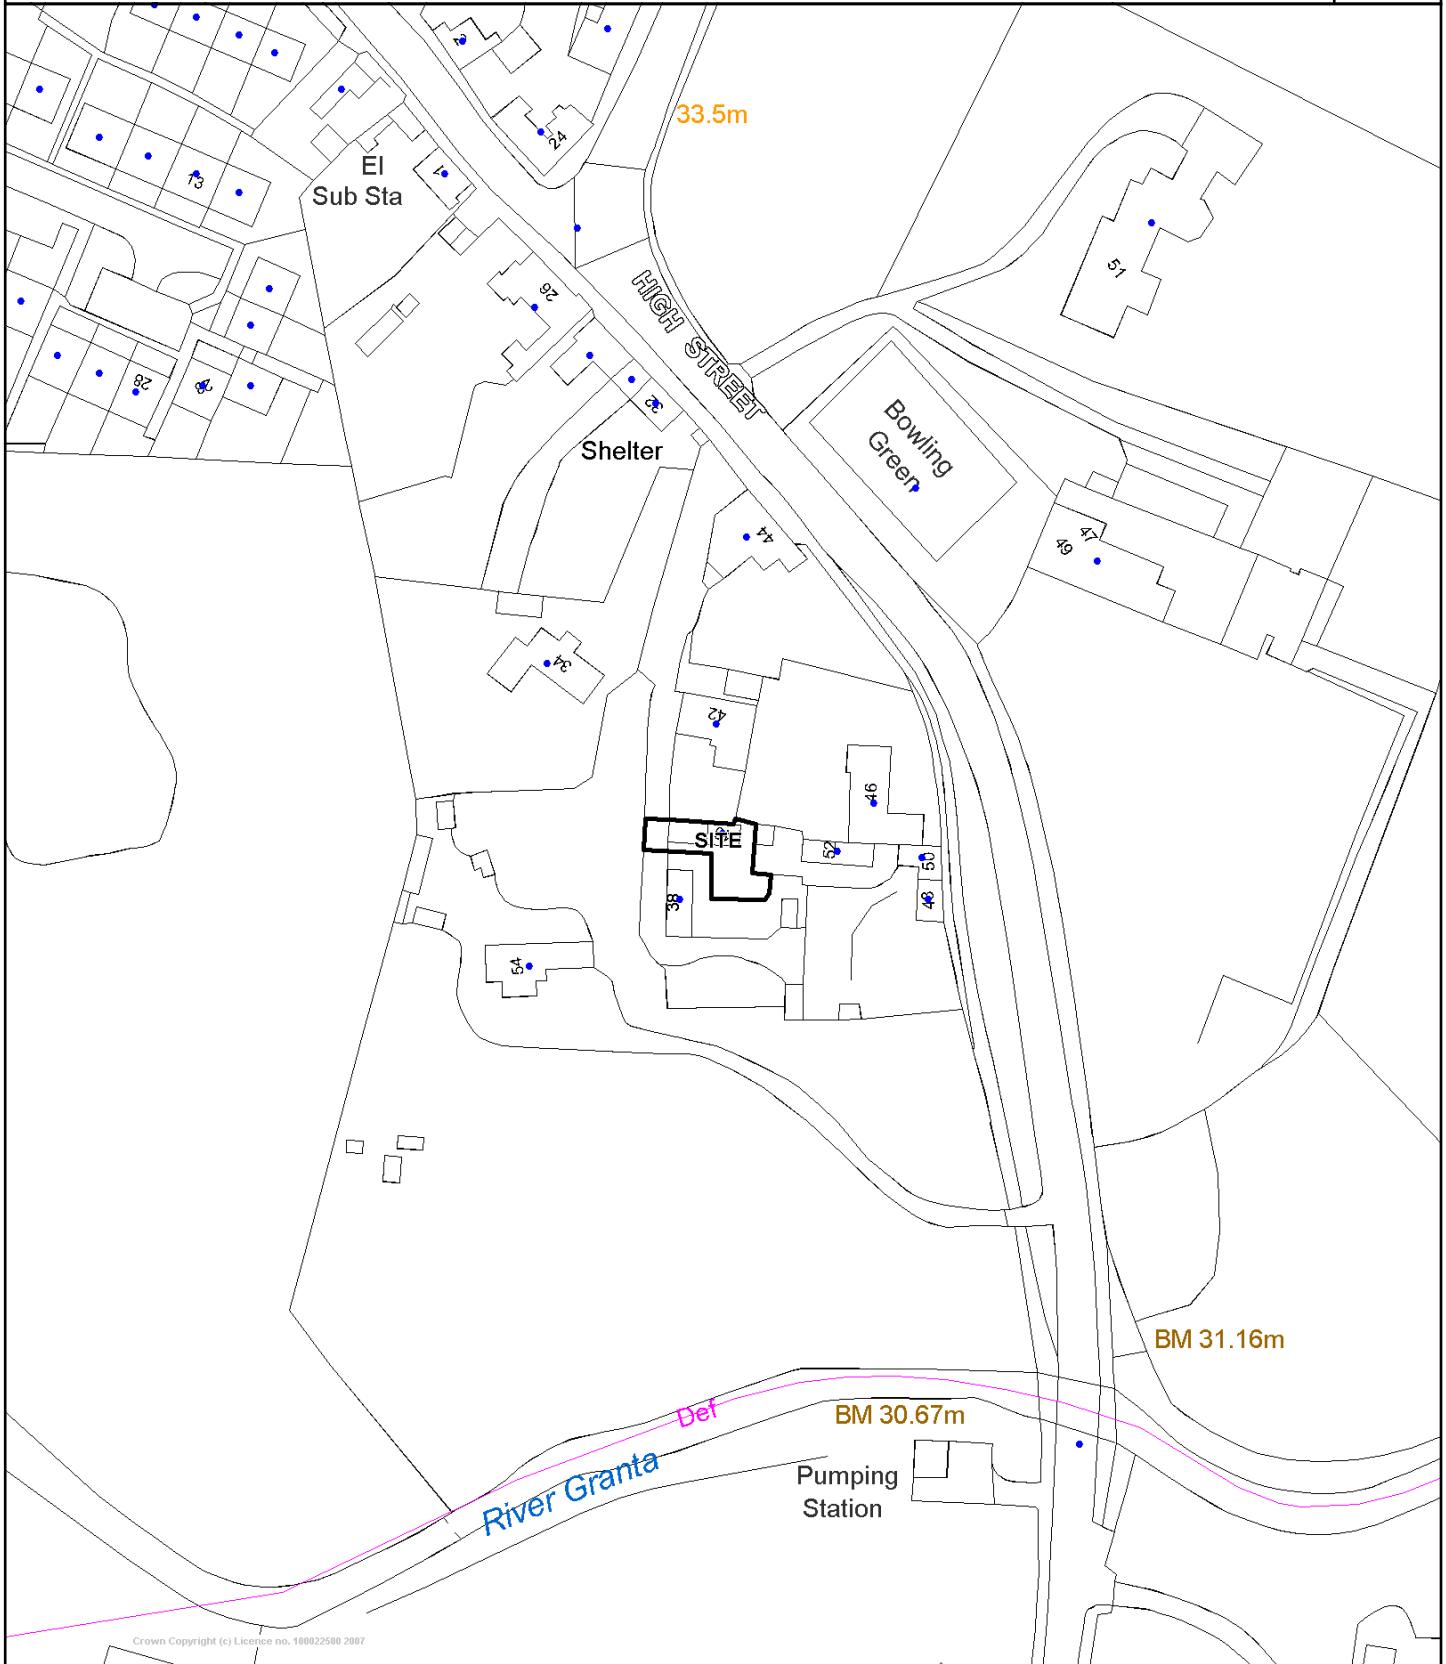 2
33.5m
24
El
Sub Sta
1
13
51
26
HIGH STREET
28
32
Bowling
Green
Shelter
44
47
49
34
42
46
SITE
52
50
38
48
54
BM 31.16m
Def
BM 30.67m
River Granta
Pumping
Station
Crown Copyright (c) Licence no. 100022500 2007